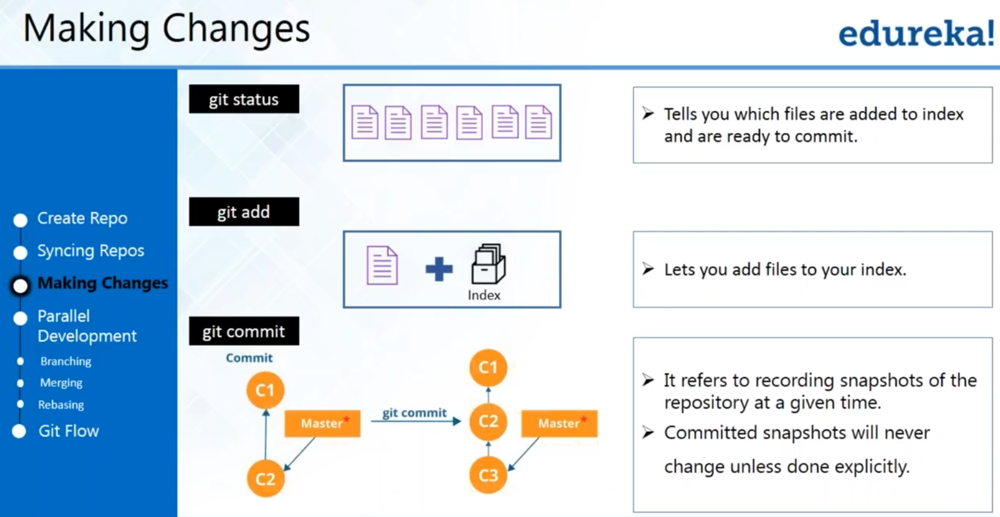 Making Changes
edureka!
Create Repo
Syncing Repos
Making Changes
Parallel
Development
Branching
Merging
Rebasing
Git Flow
git status
Tells you which files are added to index
and are ready to commit.
git add
Index
Lets you add files to your index.
git commit
Commit
C1
Master*
C2
git commit
C1
C2
Master*
C3
It refers to recording snapshots of the
repository at a given time.
Committed snapshots will never
change unless done explicitly.